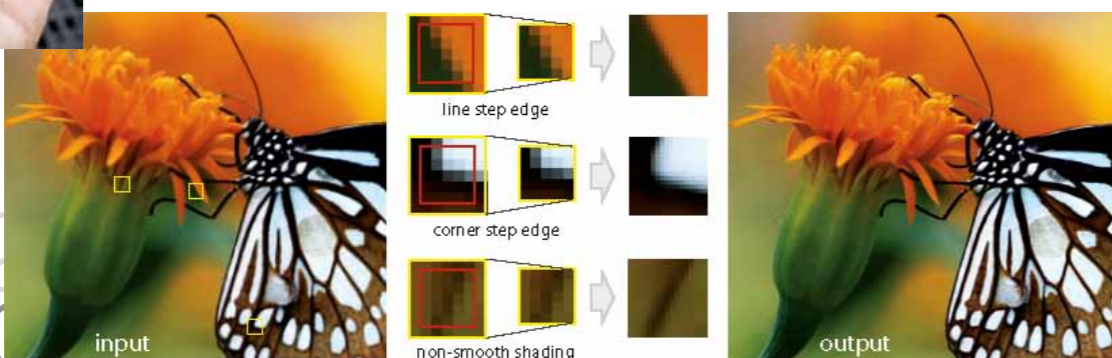 line step edge
corner step edge
non-smooth shading
input
output